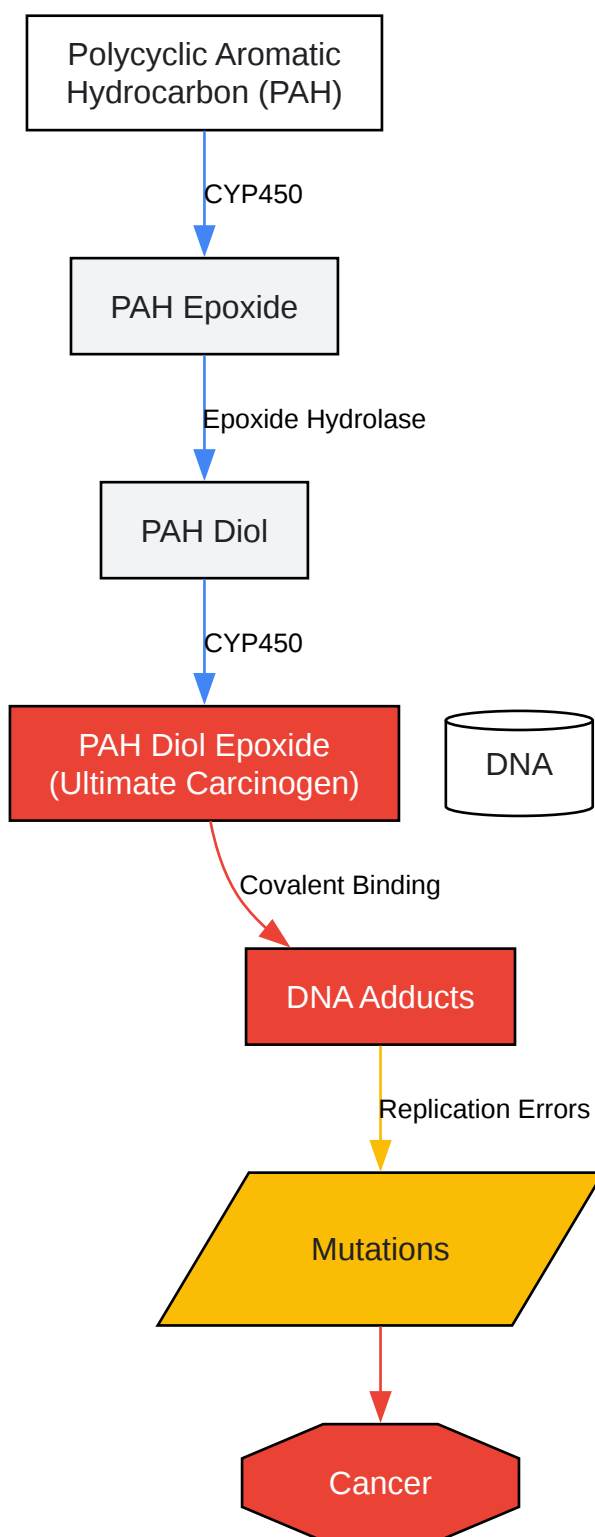 Polycyclic Aromatic
Hydrocarbon (PAH)
CYP450
PAH Epoxide
Epoxide Hydrolase
PAH Diol
CYP450
PAH Diol Epoxide
(Ultimate Carcinogen)
DNA
Covalent Binding
DNA Adducts
Replication Errors
Mutations
Cancer